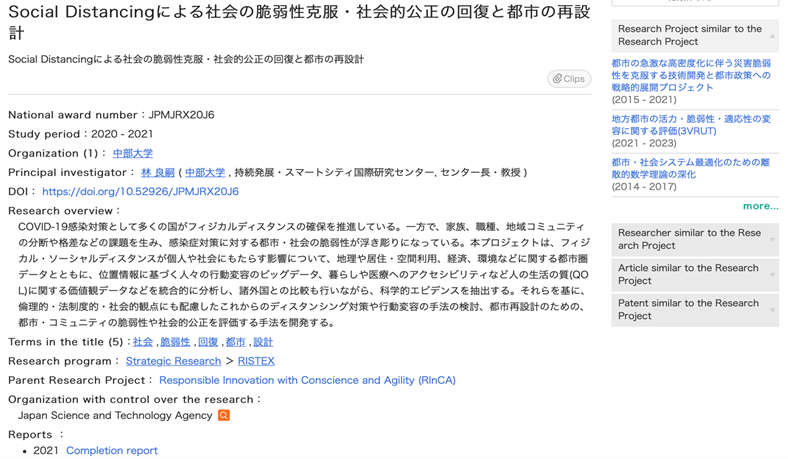 Social Distancingによる社会の脆弱性克服・社会的公正の回復と都市の再設
計
Social Distancingによる社会の脆弱性克服・社会的公正の回復と都市の再設計
Clips
National award number：JPMJRX20J6
Study period：2020 - 2021
Organization (1)： 中部大学
Principal investigator： 林 良嗣 ( 中部大学 , 持続発展・スマートシティ国際研究センター, センター長・教授 )
DOI： https://doi.org/10.52926/JPMJRX20J6
Research overview：
COVID-19感染対策として多くの国がフィジカルディスタンスの確保を推進している。一方で、家族、職種、地域コミュニティ
の分断や格差などの課題を生み、感染症対策に対する都市・社会の脆弱性が浮き彫りになっている。本プロジェクトは、フィジ
カル・ソーシャルディスタンスが個人や社会にもたらす影響について、地理や居住・空間利用、経済、環境などに関する都市圏
データとともに、位置情報に基づく人々の行動変容のビッグデータ、暮らしや医療へのアクセシビリティなど人の生活の質(QO
L)に関する価値観データなどを統合的に分析し、諸外国との比較も行いながら、科学的エビデンスを抽出する。それらを基に、
倫理的・法制度的・社会的観点にも配慮したこれからのディスタンシング対策や行動変容の手法の検討、都市再設計のための、
都市・コミュニティの脆弱性や社会的公正を評価する手法を開発する。
Terms in the title (5)：社会 ,脆弱性 ,回復 ,都市 ,設計
Research program： Strategic Research ＞ RISTEX
Parent Research Project： Responsible Innovation with Conscience and Agility (RInCA)
Organization with control over the research：
Japan Science and Technology Agency
Reports ：
• 2021 Completion report
Research Project similar to the
Research Project
都市の急激な高密度化に伴う災害脆弱
性を克服する技術開発と都市政策への
戦略的展開プロジェクト
(2015 - 2021)
地方都市の活力・脆弱性・適応性の変
容に関する評価(3VRUT)
(2021 - 2023)
都市・社会システム最適化のための離
散的数学理論の深化
(2014 - 2017)
more...
Researcher similar to the Rese
arch Project
Article similar to the Research
Project
Patent similar to the Research
Project